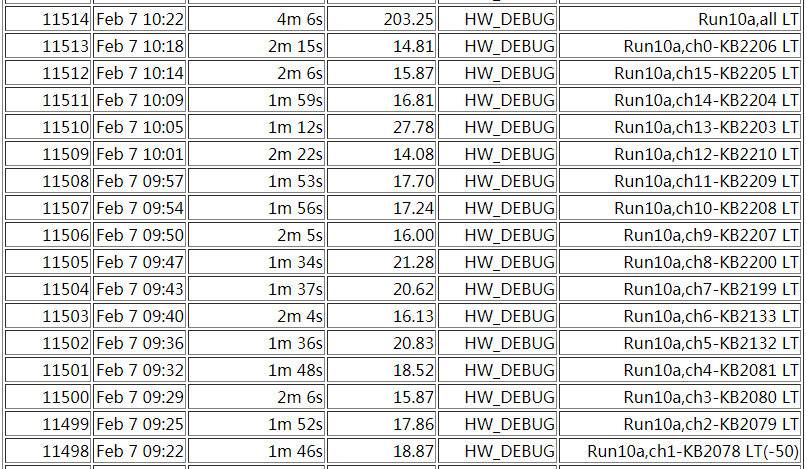 11514 Feb 7 10:22 4m 6s 203.25 HW_DEBUG Run10a,all LT
11513 Feb 7 10:18 2m 15s 14.81 HW_DEBUG Run10a,ch0-KB2206 LT
11512 Feb 7 10:14 2m 6s 15.87 HW_DEBUG Run10a,ch15-KB2205 LT
11511 Feb 7 10:09 1m 59s 16.81 HW_DEBUG Run10a,ch14-KB2204 LT
11510 Feb 7 10:05 1m 12s 27.78 HW_DEBUG Run10a,ch13-KB2203 LT
11509 Feb 7 10:01 2m 22s 14.08 HW_DEBUG Run10a,ch12-KB2210 LT
11508 Feb 7 09:57 1m 53s 17.70 HW_DEBUG Run10a,ch11-KB2209 LT
11507 Feb 7 09:54 1m 56s 17.24 HW_DEBUG Run10a,ch10-KB2208 LT
11506 Feb 7 09:50 2m 5s 16.00 HW_DEBUG Run10a,ch9-KB2207 LT
11505 Feb 7 09:47 1m 34s 21.28 HW_DEBUG Run10a,ch8-KB2200 LT
11504 Feb 7 09:43 1m 37s 20.62 HW_DEBUG Run10a,ch7-KB2199 LT
11503 Feb 7 09:40 2m 4s 16.13 HW_DEBUG Run10a,ch6-KB2133 LT
11502 Feb 7 09:36 1m 36s 20.83 HW_DEBUG Run10a,ch5-KB2132 LT
11501 Feb 7 09:32 1m 48s 18.52 HW_DEBUG Run10a,ch4-KB2081 LT
11500 Feb 7 09:29 2m 6s 15.87 HW_DEBUG Run10a,ch3-KB2080 LT
11499 Feb 7 09:25 1m 52s 17.86 HW_DEBUG Run10a,ch2-KB2079 LT
11498 Feb 7 09:22 1m 46s 18.87 HW_DEBUG Run10a,ch1-KB2078 LT(-50)